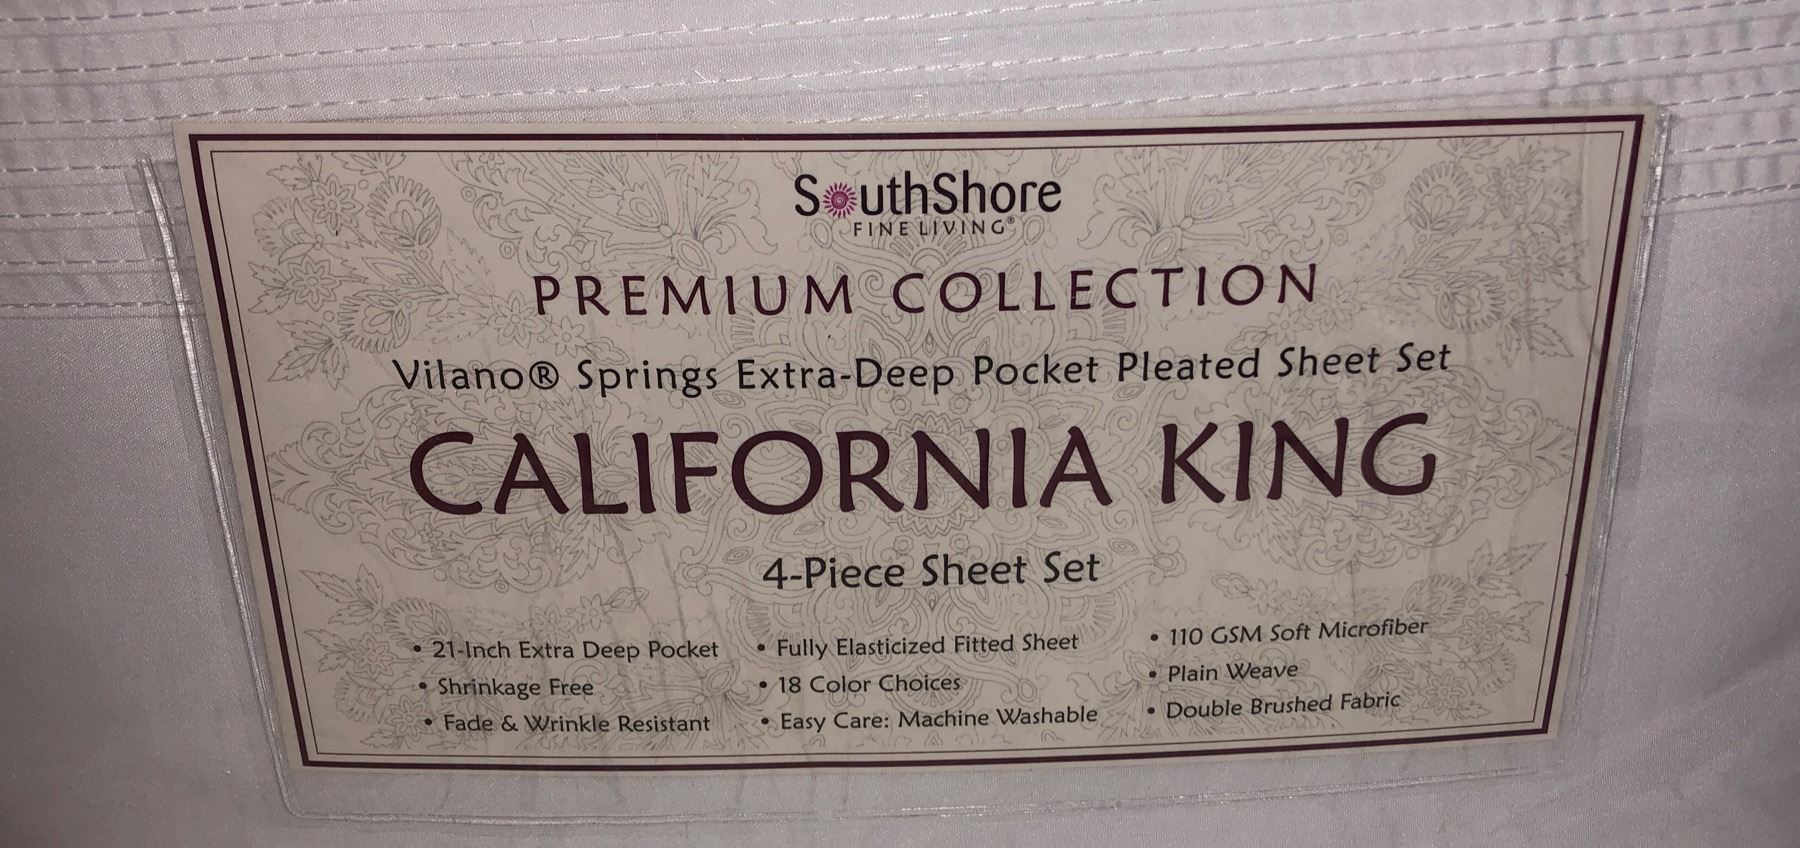 SouthShore
FINE LIVING®
PREMIUM COLLECTION
Vilano® Springs Extra-Deep Pocket Pleated Sheet Set
CALIFORNIA KING
4-Piece Sheet Set
• 21-Inch Extra Deep Pocket
• Shrinkage Free
• Fade & Wrinkle Resistant
• Fully Elasticized Fitted Sheet
• 18 Color Choices
• Easy Care: Machine Washable
• 110 GSM Soft Microfiber
• Plain Weave
• Double Brushed Fabric